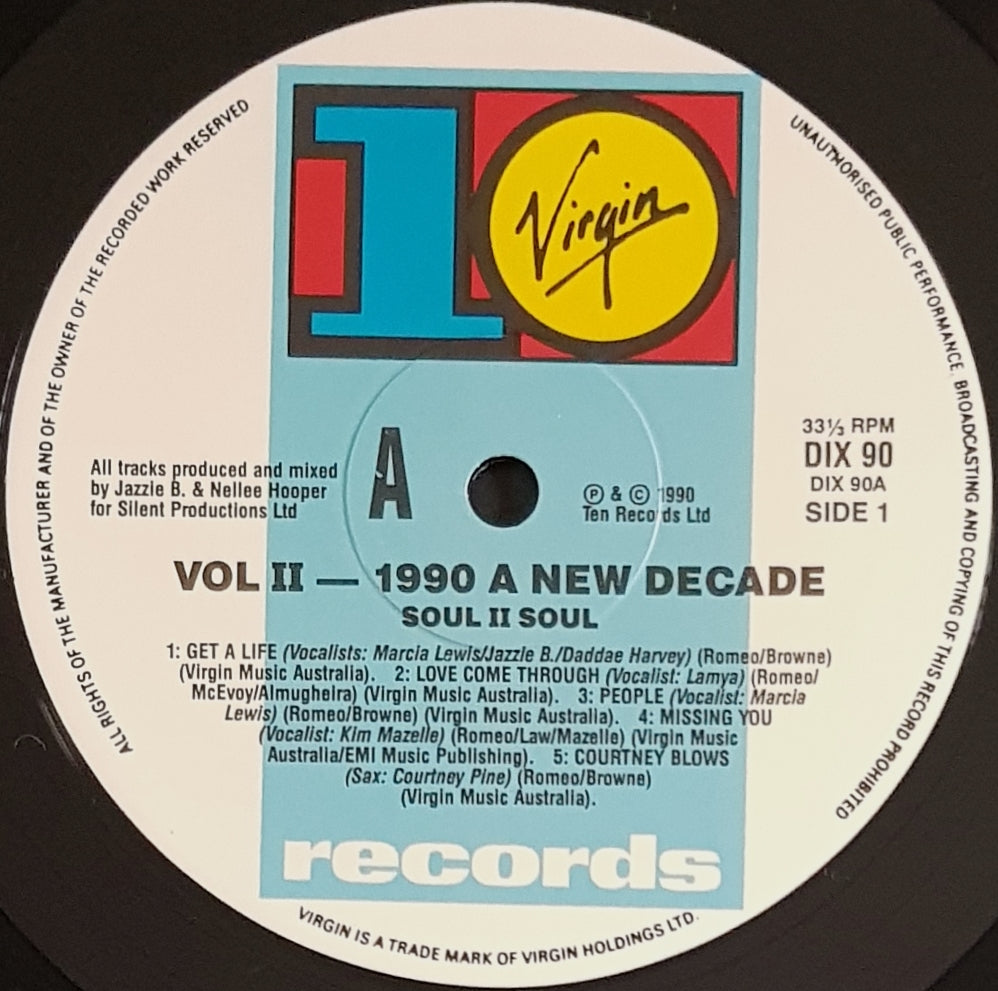 10
Virgin
ALL RIGHTS OF THE MANUFACTURER AND OF THE OWNER OF THE RECORDED WORK RESERVED
UNAUTHORISED PUBLIC PERFORMANCE, BROADCASTING AND COPYING OF THIS RECORD PROHIBITED
All tracks produced and mixed
by Jazzie B. & Nellee Hooper
for Silent Productions Ltd
A
Ⓟ & © 1990
Ten Records Ltd
33⅓ RPM
DIX 90
DIX 90A
SIDE 1
VOL II — 1990 A NEW DECADE
SOUL II SOUL
1: GET A LIFE (Vocalists: Marcia Lewis/Jazzie B./Daddae Harvey) (Romeo/Browne)
(Virgin Music Australia). 2: LOVE COME THROUGH (Vocalist: Lamya) (Romeo/
McEvoy/Almugheira) (Virgin Music Australia). 3: PEOPLE (Vocalist: Marcia
Lewis) (Romeo/Browne) (Virgin Music Australia). 4: MISSING YOU
(Vocalist: Kim Mazelle) (Romeo/Law/Mazelle) (Virgin Music
Australia/EMI Music Publishing). 5: COURTNEY BLOWS
(Sax: Courtney Pine) (Romeo/Browne)
(Virgin Music Australia).
records
VIRGIN IS A TRADE MARK OF VIRGIN HOLDINGS LTD.